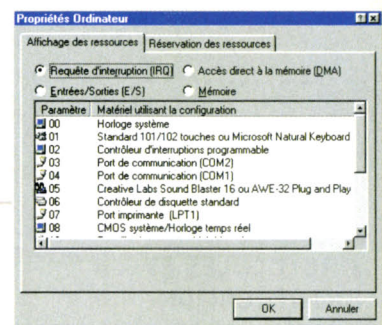 Propriétés Ordinateur
Affichage des ressources Réservation des ressources
Requête d'interruption (IRQ) Accès direct à la mémoire (DMA)
Entrées/Sorties (E/S) Mémoire
Paramètre Matériel utilisant la configuration
00 Horloge système
01 Standard 101/102 touches ou Microsoft Natural Keyboard
02 Contrôleur d'interruptions programmable
03 Port de communication (COM2)
04 Port de communication (COM1)
05 Creative Labs Sound Blaster 16 ou AWE-32 Plug and Play
06 Contrôleur de disquette standard
07 Port imprimante (LPT1)
08 CMOS système/Horloge temps réel
OK Annuler